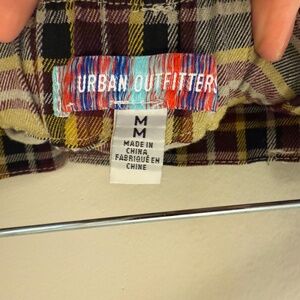 URBAN OUTFITTERS
M
M
MADE IN
CHINA
FABRIQUÉ EN
CHINE